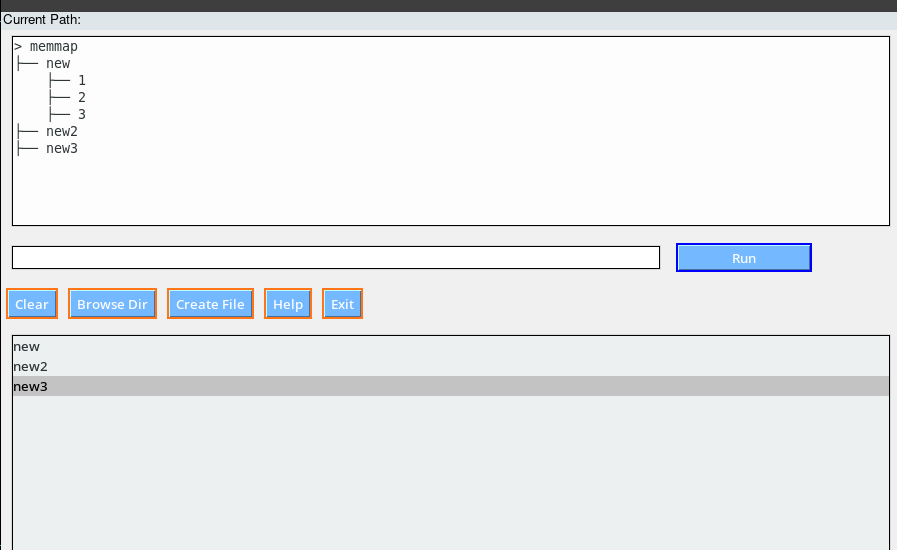 Current Path:
> memmap
├── new
    ├── 1
    ├── 2
    ├── 3
├── new2
├── new3
Run
Clear Browse Dir Create File Help Exit
new
new2
new3